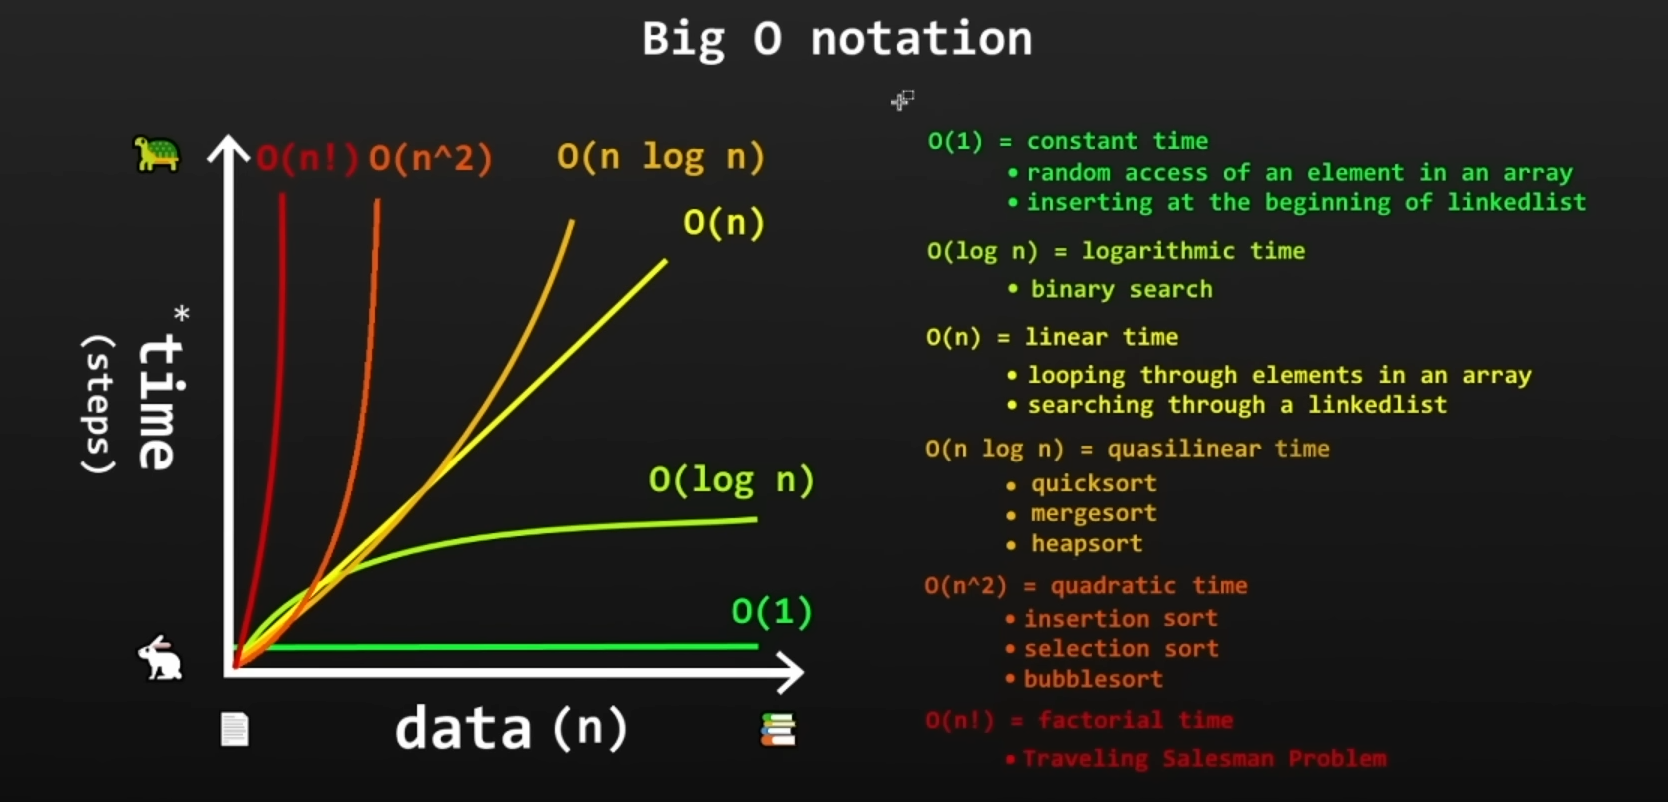 Big O notation
O(n!)
O(n^2)
O(n log n)
O(n)
O(log n)
O(1)
*time
(steps)
data (n)
O(1) = constant time
• random access of an element in an array
• inserting at the beginning of linkedlist
O(log n) = logarithmic time
• binary search
O(n) = linear time
• looping through elements in an array
• searching through a linkedlist
O(n log n) = quasilinear time
• quicksort
• mergesort
• heapsort
O(n^2) = quadratic time
• insertion sort
• selection sort
• bubblesort
O(n!) = factorial time
• Traveling Salesman Problem